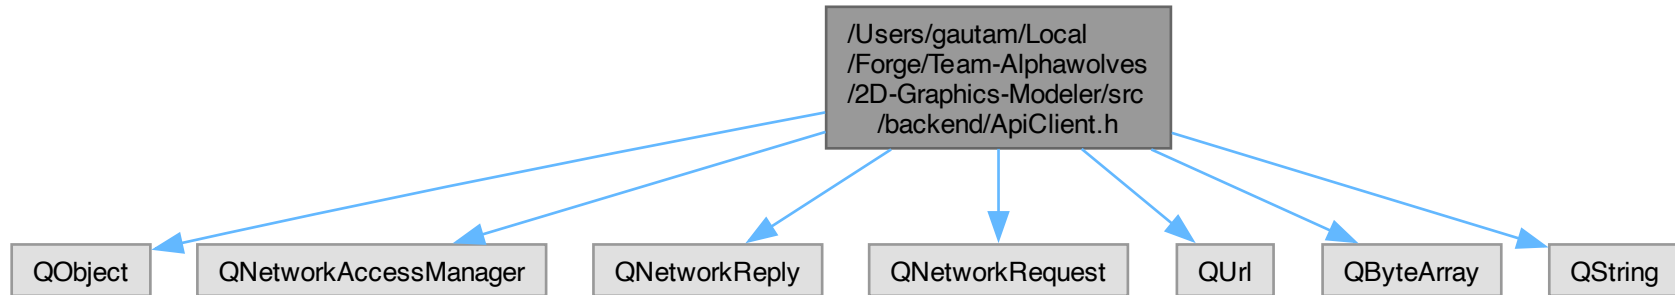 /Users/gautam/Local
/Forge/Team-Alphawolves
/2D-Graphics-Modeler/src
/backend/ApiClient.h
QObject
QNetworkAccessManager
QNetworkReply
QNetworkRequest
QUrl
QByteArray
QString